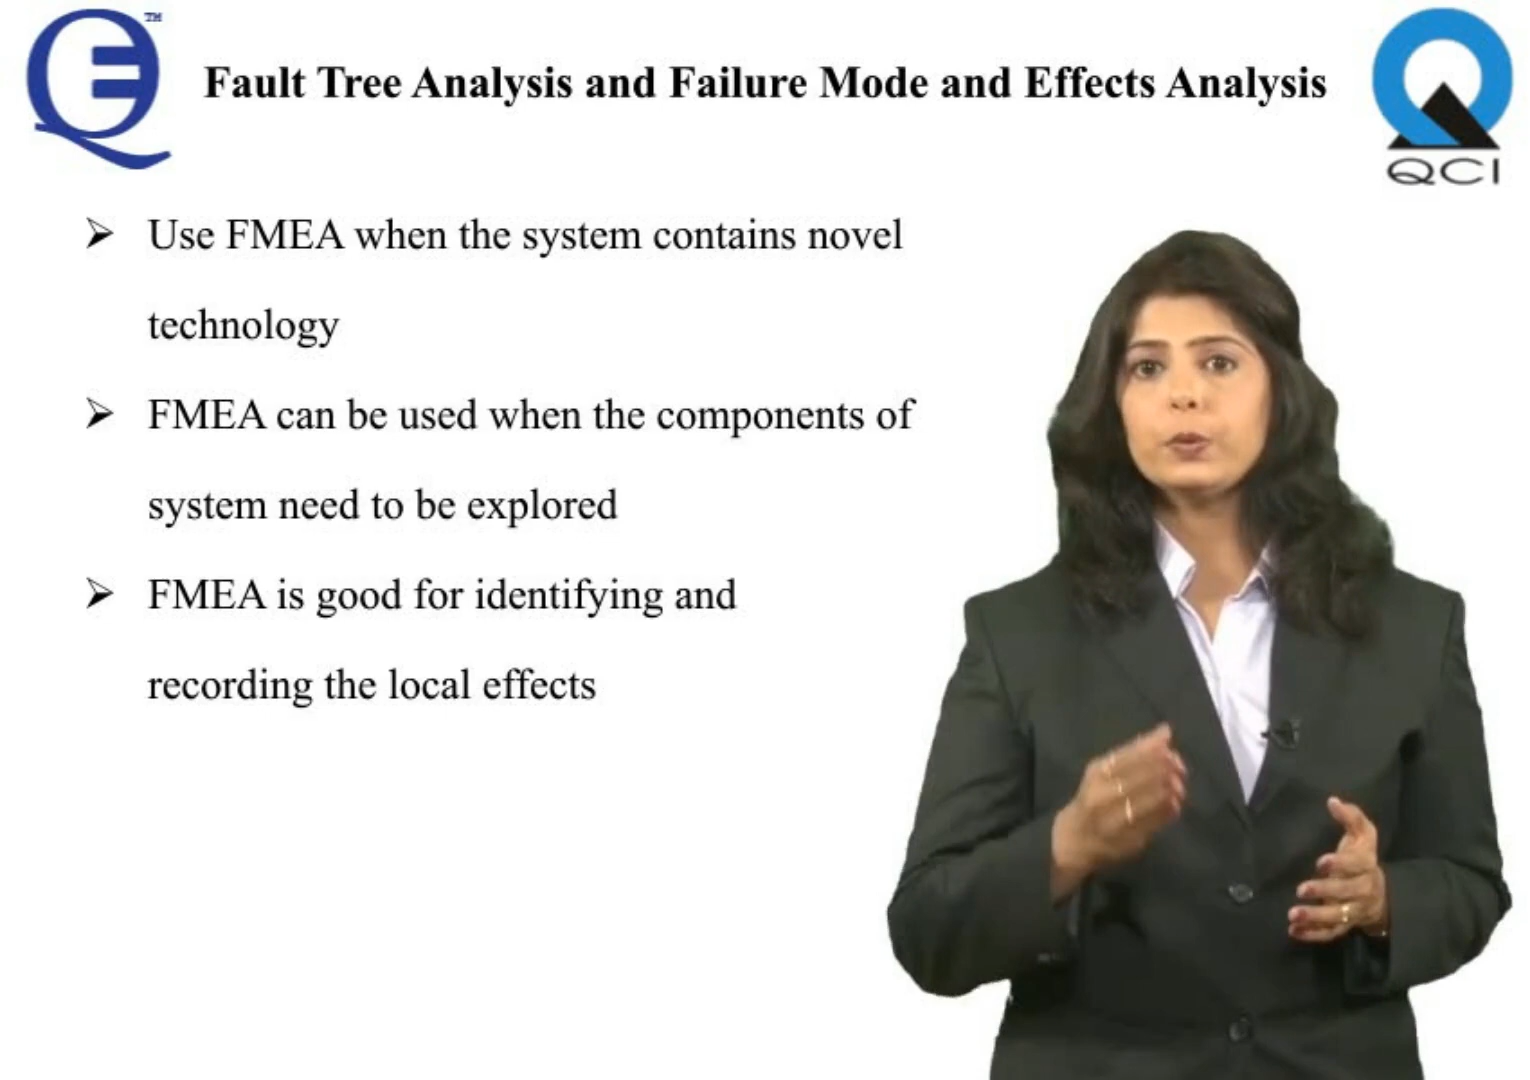 TM
Fault Tree Analysis and Failure Mode and Effects Analysis
QCI
➢ Use FMEA when the system contains novel
technology
➢ FMEA can be used when the components of
system need to be explored
➢ FMEA is good for identifying and
recording the local effects